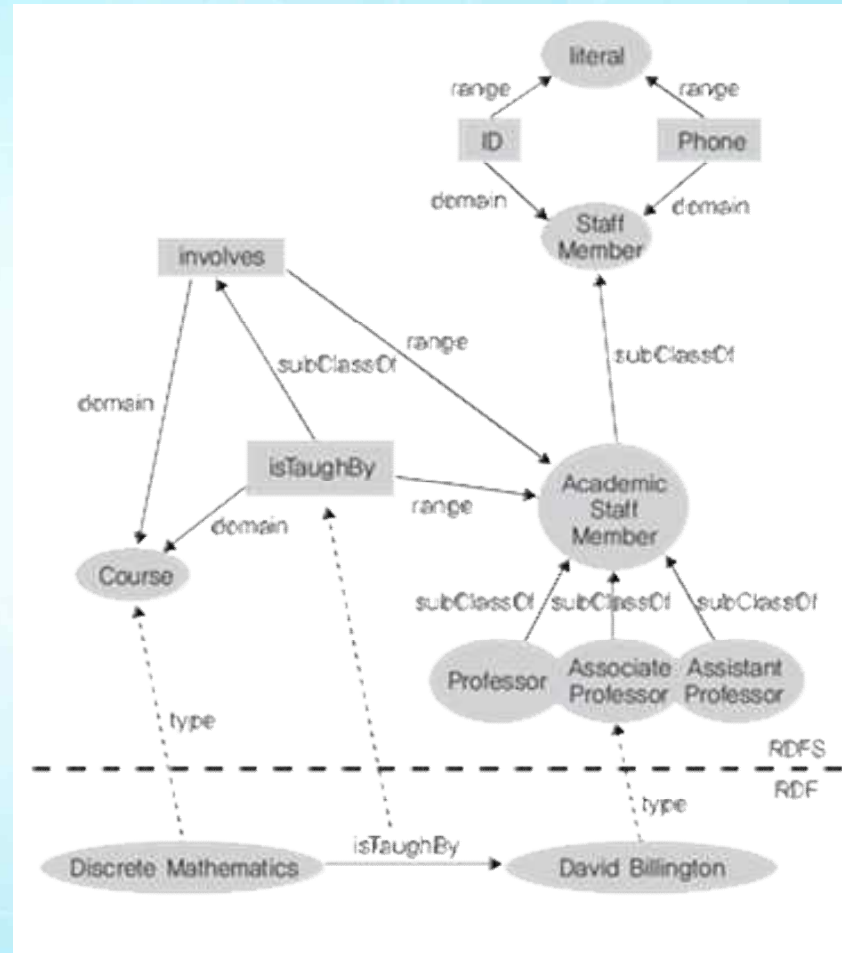 literal
range
range
ID
Phone
domain
domain
Staff
Member
involves
subClassOf
range
subClassOf
domain
isTaughBy
Academic
Staff
Member
range
domain
Course
subClassOf
subClassOf
subClassOf
Professor
Associate
Professor
Assistant
Professor
type
RDFS
RDF
type
isTaughBy
Discrete Mathematics
David Billington